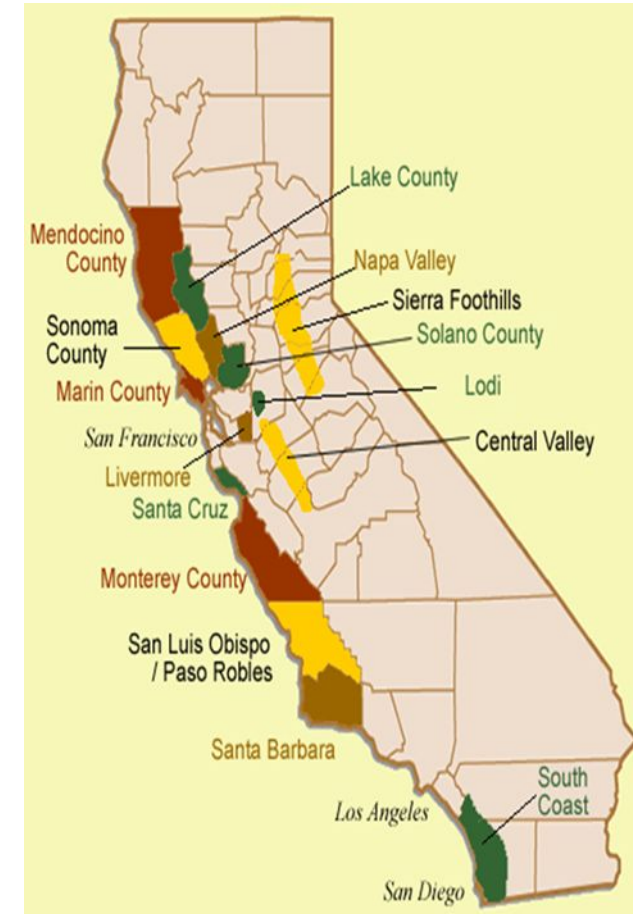 Lake County
Mendocino
County
Napa Valley
Sierra Foothills
Sonoma
County
Solano County
Marin County
Lodi
San Francisco
Central Valley
Livermore
Santa Cruz
Monterey County
San Luis Obispo
/ Paso Robles
Santa Barbara
South
Coast
Los Angeles
San Diego